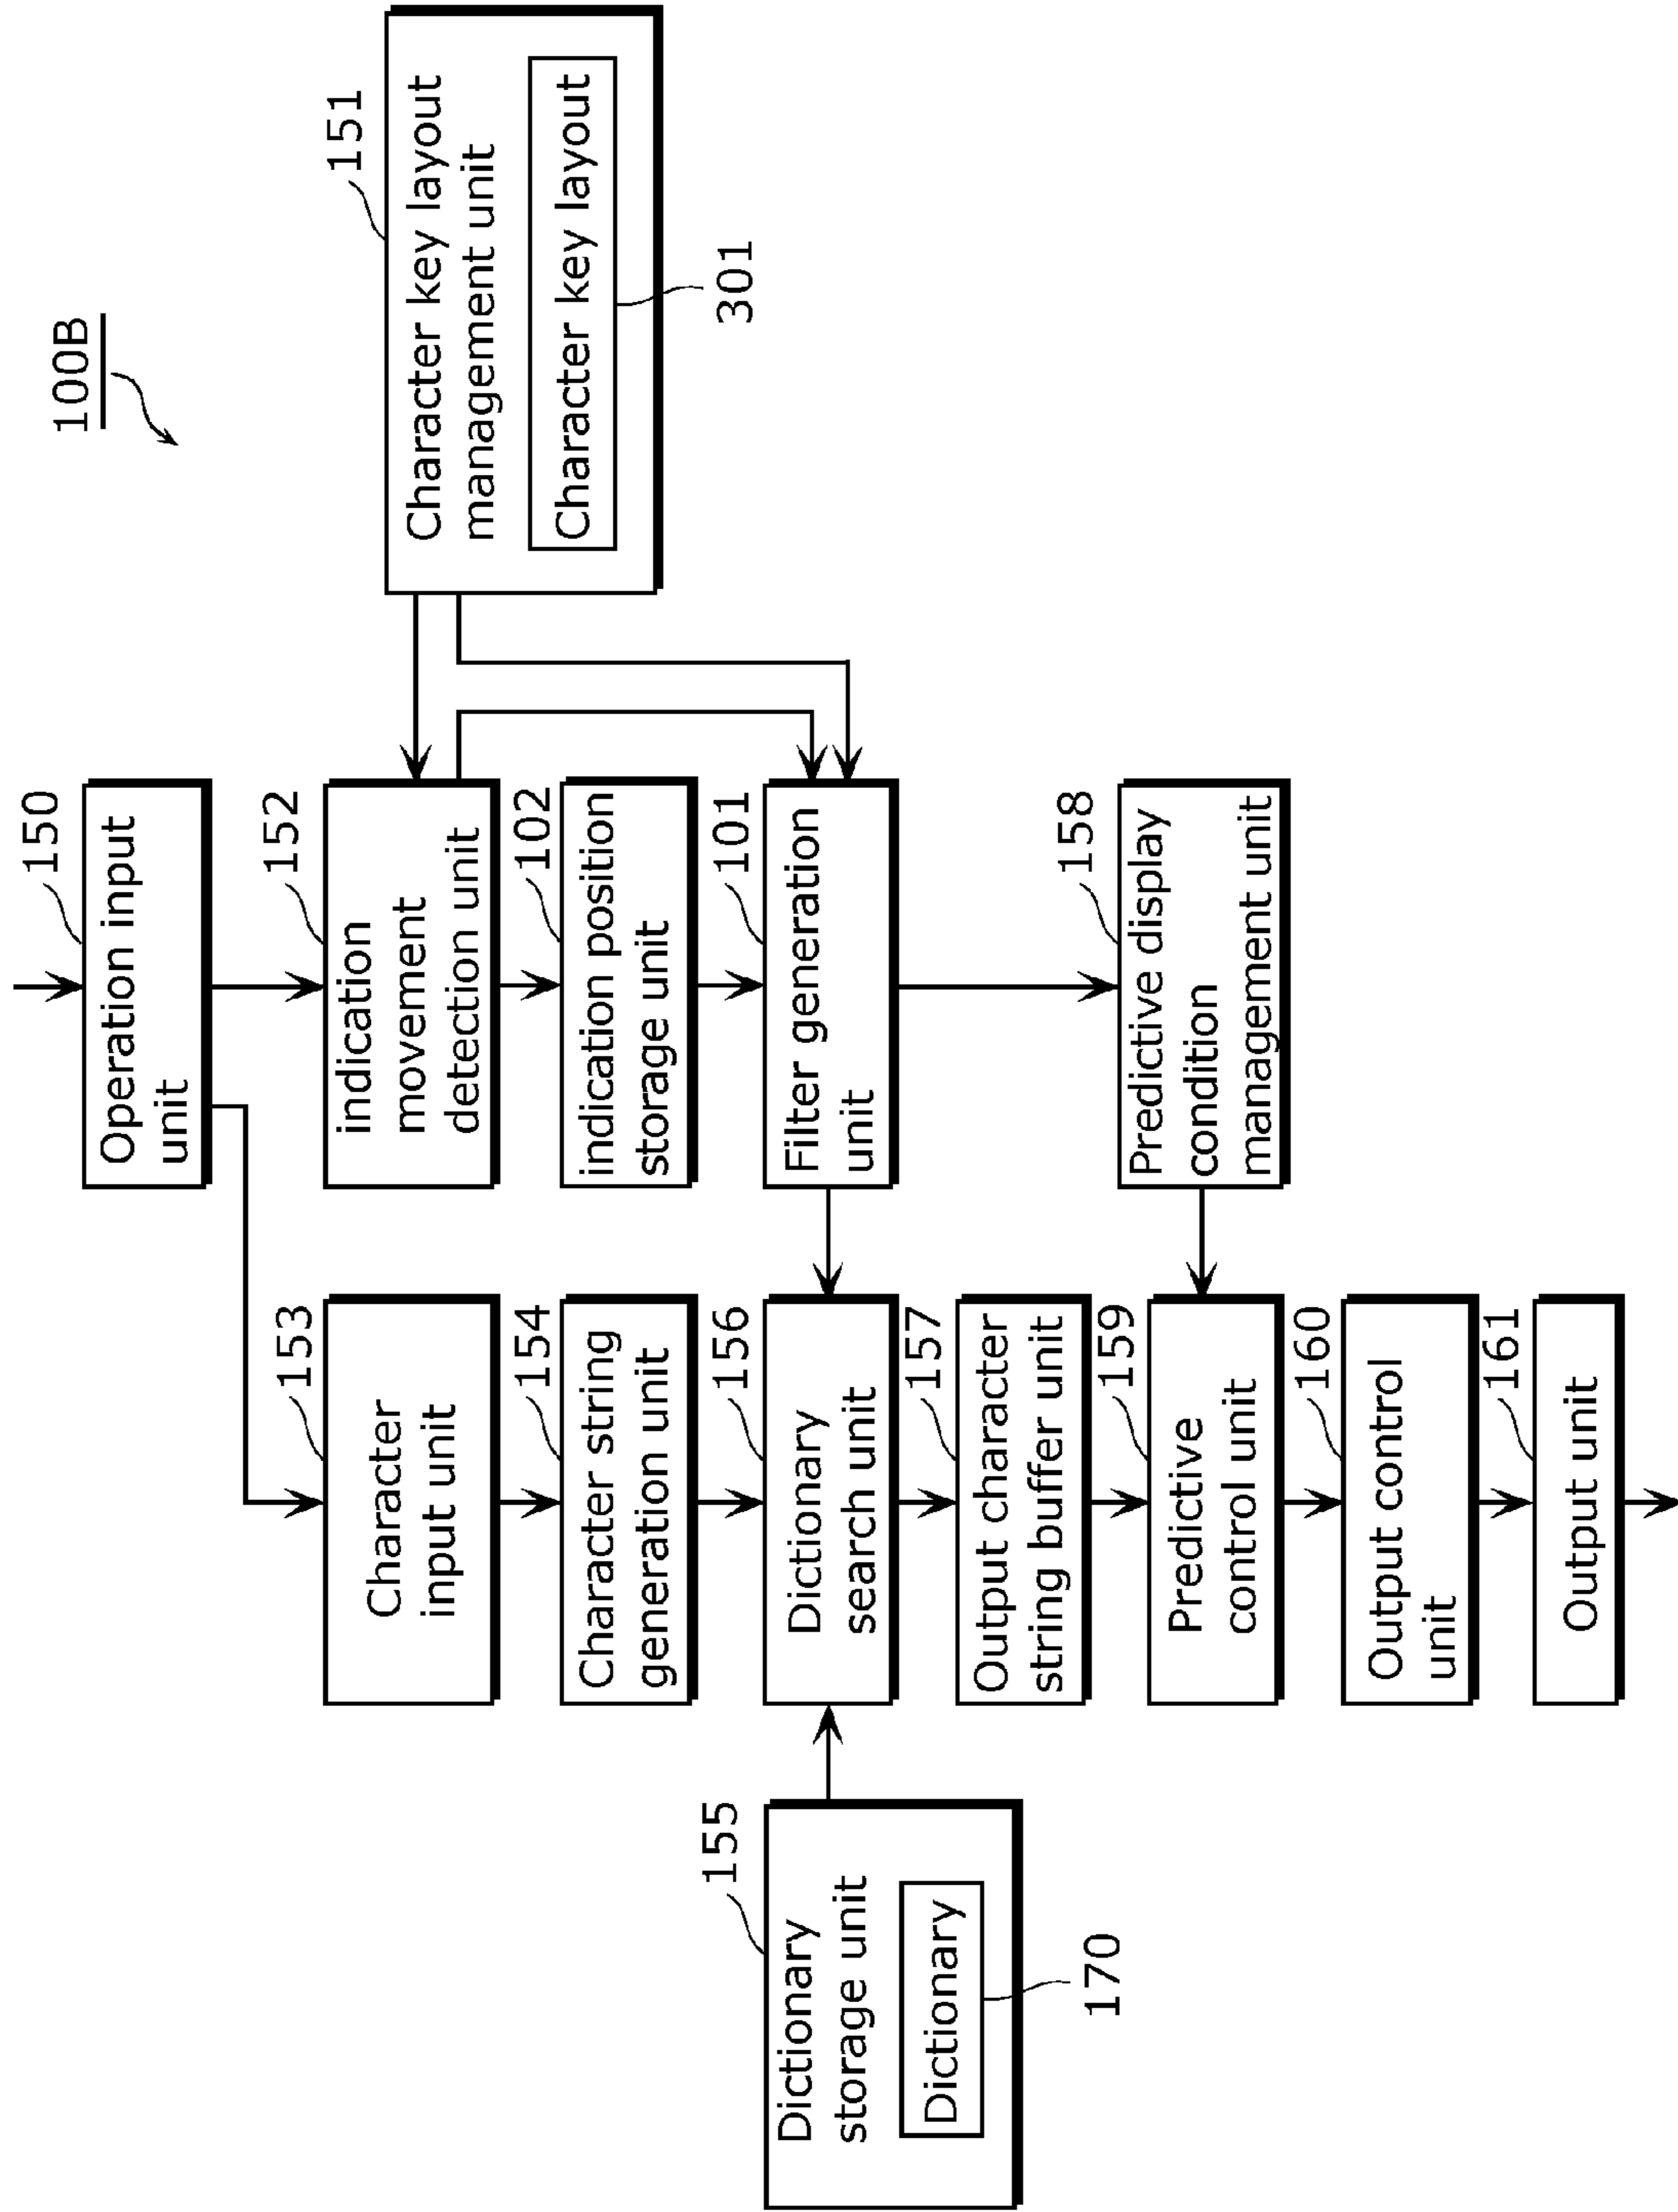 100B
150
Operation input
unit
151
Character key layout
management unit
Character key layout
301
152
indication
movement
detection unit
102
indication position
storage unit
101
Filter generation
unit
158
Predictive display
condition
management unit
153
Character
input unit
154
Character string
generation unit
156
Dictionary
search unit
157
Output character
string buffer unit
159
Predictive
control unit
160
Output control
unit
161
Output unit
155
Dictionary
storage unit
Dictionary
170